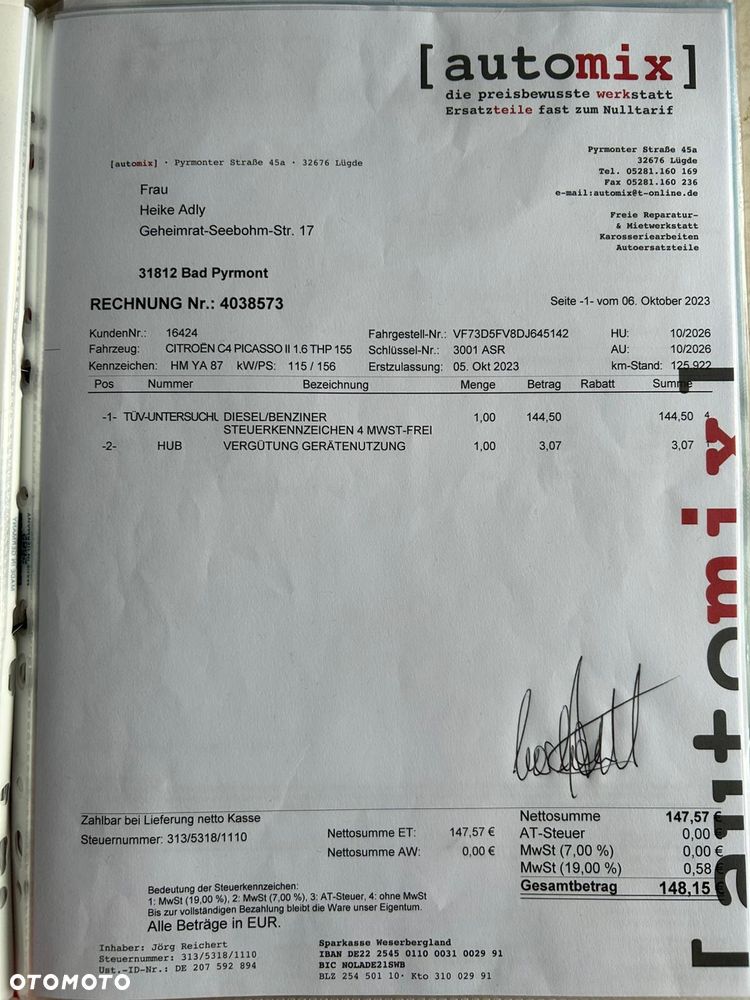 [automix]
die preisbewusste werkstatt
Ersatzteile fast zum Nulltarif
Pyrmonter Straße 45a
32676 Lügde
Tel. 05281.160 169
Fax 05281.160 236
e-mail:automix@t-online.de
Freie Reparatur-
& Mietwerkstatt
Karosseriearbeiten
Autoersatzteile
[automix] · Pyrmonter Straße 45a · 32676 Lügde
Frau
Heike Adly
Geheimrat-Seebohm-Str. 17
31812 Bad Pyrmont
RECHNUNG Nr.: 4038573 Seite -1- vom 06. Oktober 2023
KundenNr.: 16424 Fahrgestell-Nr.: VF73D5FV8DJ645142 HU: 10/2026
Fahrzeug: CITROËN C4 PICASSO II 1.6 THP 155 Schlüssel-Nr.: 3001 ASR AU: 10/2026
Kennzeichen: HM YA 87 kW/PS: 115 / 156 Erstzulassung: 05. Okt 2023 km-Stand: 125.922
Pos Nummer Bezeichnung Menge Betrag Rabatt Summe
-1- TÜV-UNTERSUCHU DIESEL/BENZINER 1,00 144,50 144,50 4
STEUERKENNZEICHEN 4 MWST-FREI
-2- HUB VERGÜTUNG GERÄTENUTZUNG 1,00 3,07 3,07 1
[automix]
Zahlbar bei Lieferung netto Kasse
Steuernummer: 313/5318/1110
Nettosumme ET: 147,57 €
Nettosumme AW: 0,00 €
Nettosumme 147,57 €
AT-Steuer 0,00 €
MwSt (7,00 %) 0,00 €
MwSt (19,00 %) 0,58 €
Gesamtbetrag 148,15 €
Bedeutung der Steuerkennzeichen:
1: MwSt (19,00 %), 2: MwSt (7,00 %), 3: AT-Steuer, 4: ohne MwSt
Bis zur vollständigen Bezahlung bleibt die Ware unser Eigentum.
Alle Beträge in EUR.
Inhaber: Jörg Reichert
Steuernummer: 313/5318/1110
Ust.-ID-Nr.: DE 207 592 894
Sparkasse Weserbergland
IBAN DE22 2545 0110 0031 0029 91
BIC NOLADE21SWB
BLZ 254 501 10· Kto 310 029 91
OTOMOTO